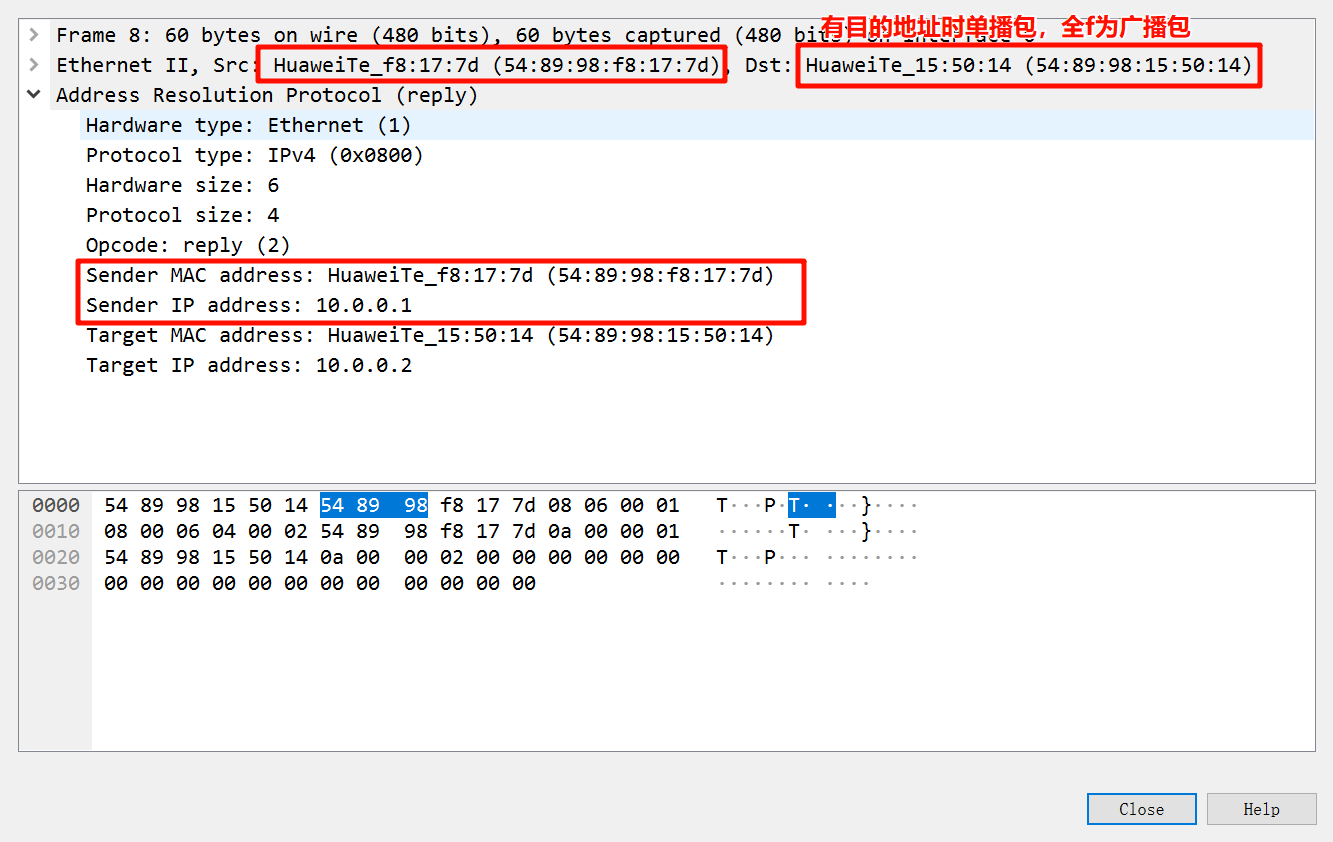 有目的地址时单播包，全f为广播包
Frame 8: 60 bytes on wire (480 bits), 60 bytes captured (480 bits) on interface 0
Ethernet II, Src: HuaweiTe_f8:17:7d (54:89:98:f8:17:7d), Dst: HuaweiTe_15:50:14 (54:89:98:15:50:14)
Address Resolution Protocol (reply)
Hardware type: Ethernet (1)
Protocol type: IPv4 (0x0800)
Hardware size: 6
Protocol size: 4
Opcode: reply (2)
Sender MAC address: HuaweiTe_f8:17:7d (54:89:98:f8:17:7d)
Sender IP address: 10.0.0.1
Target MAC address: HuaweiTe_15:50:14 (54:89:98:15:50:14)
Target IP address: 10.0.0.2
0000 54 89 98 15 50 14 54 89 98 f8 17 7d 08 06 00 01 T···P·T· ···}····
0010 08 00 06 04 00 02 54 89 98 f8 17 7d 0a 00 00 01 ······T· ···}····
0020 54 89 98 15 50 14 0a 00 00 02 00 00 00 00 00 00 T···P··· ········
0030 00 00 00 00 00 00 00 00 00 00 00 00 ········ ····
Close Help